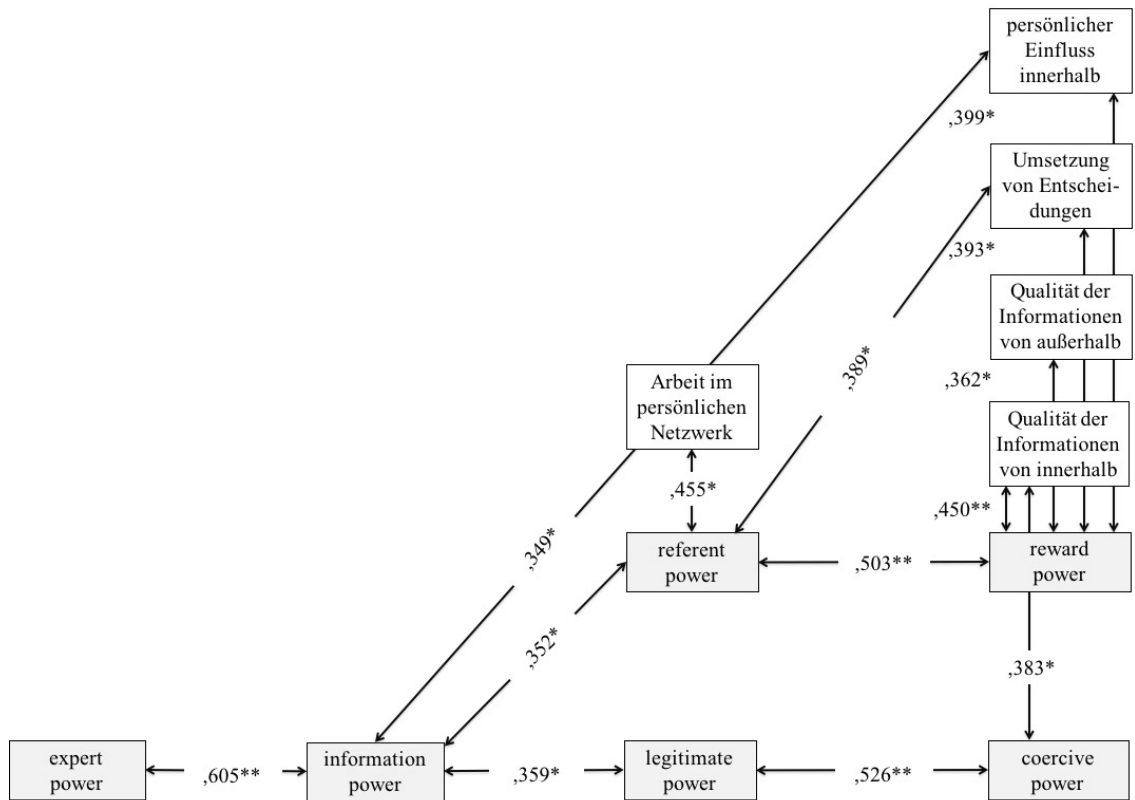 persönlicher
Einfluss
innerhalb
,399*
Umsetzung
von Entschei-
dungen
,393*
Qualität der
Informationen
von außerhalb
,389*
,362*
Arbeit im
persönlichen
Netzwerk
Qualität der
Informationen
von innerhalb
,455*
,450**
,349*
referent
power
,503**
reward
power
,352*
,383*
expert
power
,605**
information
power
,359*
legitimate
power
,526**
coercive
power